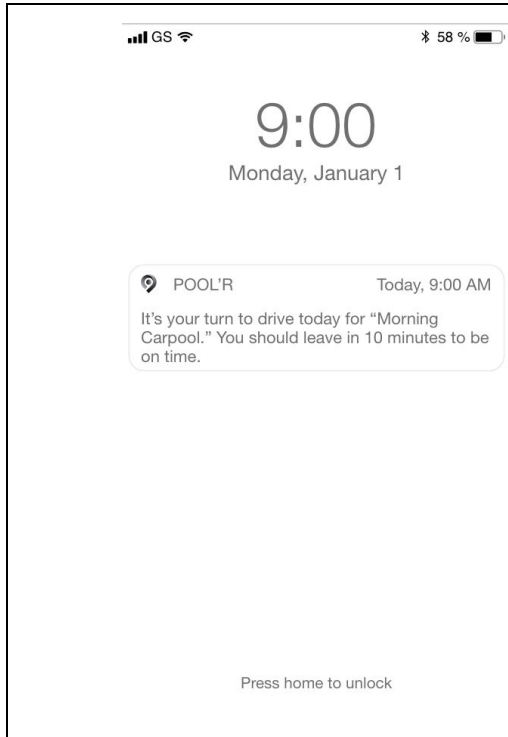 GS 58 %
9:00
Monday, January 1
POOL'R Today, 9:00 AM
It's your turn to drive today for “Morning
Carpool.” You should leave in 10 minutes to be
on time.
Press home to unlock